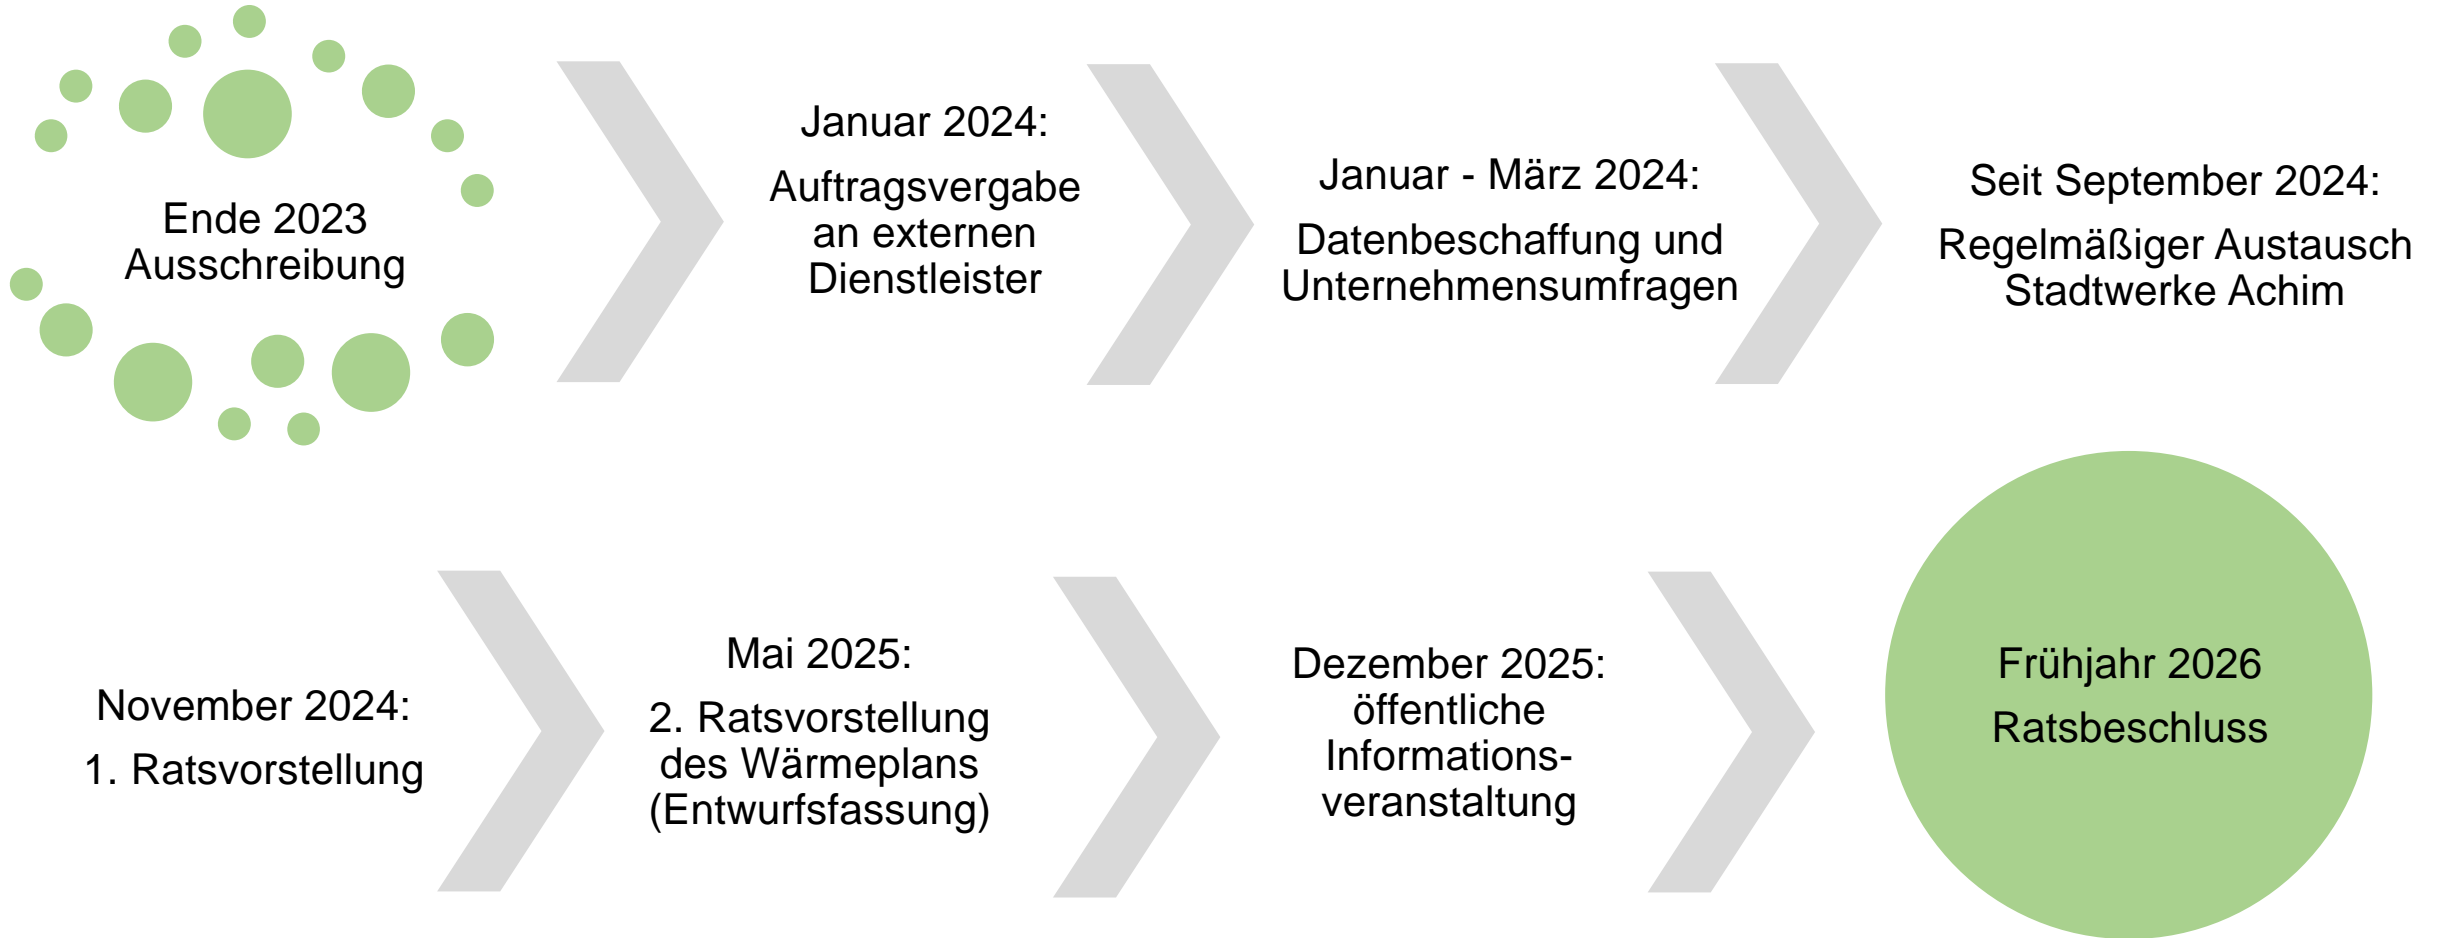 Ende 2023
Ausschreibung
Januar 2024:
Auftragsvergabe
an externen
Dienstleister
Januar - März 2024:
Datenbeschaffung und
Unternehmensumfragen
Seit September 2024:
Regelmäßiger Austausch
Stadtwerke Achim
November 2024:
1. Ratsvorstellung
Mai 2025:
2. Ratsvorstellung
des Wärmeplans
(Entwurfsfassung)
Dezember 2025:
öffentliche
Informations-
veranstaltung
Frühjahr 2026
Ratsbeschluss